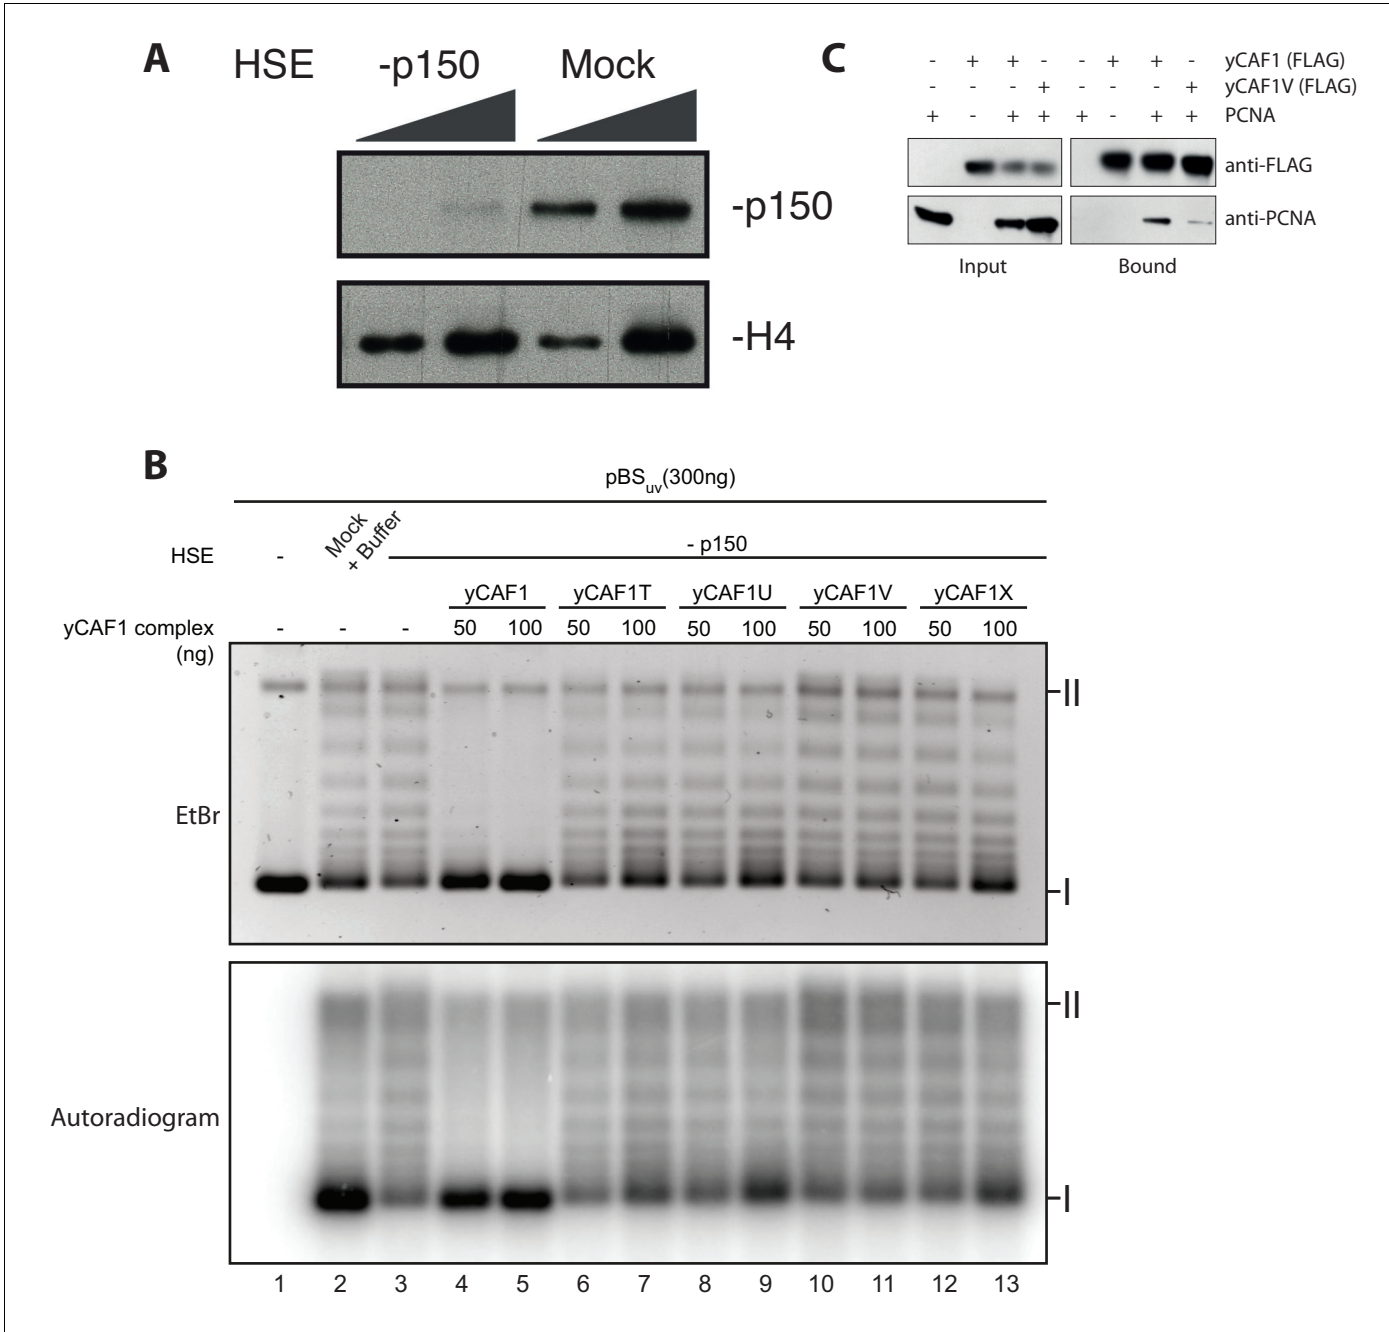 A
HSE -p150 Mock
-p150
-H4
C
- + + - - + + - yCAF1 (FLAG)
- - - + - - - + yCAF1V (FLAG)
+ - + + + - + + PCNA
anti-FLAG
anti-PCNA
Input Bound
B
pBSuv(300ng)
HSE - Mock + Buffer - p150
yCAF1 yCAF1T yCAF1U yCAF1V yCAF1X
yCAF1 complex - - - 50 100 50 100 50 100 50 100 50 100
(ng)
EtBr
-II
-I
Autoradiogram
-II
-I
1 2 3 4 5 6 7 8 9 10 11 12 13